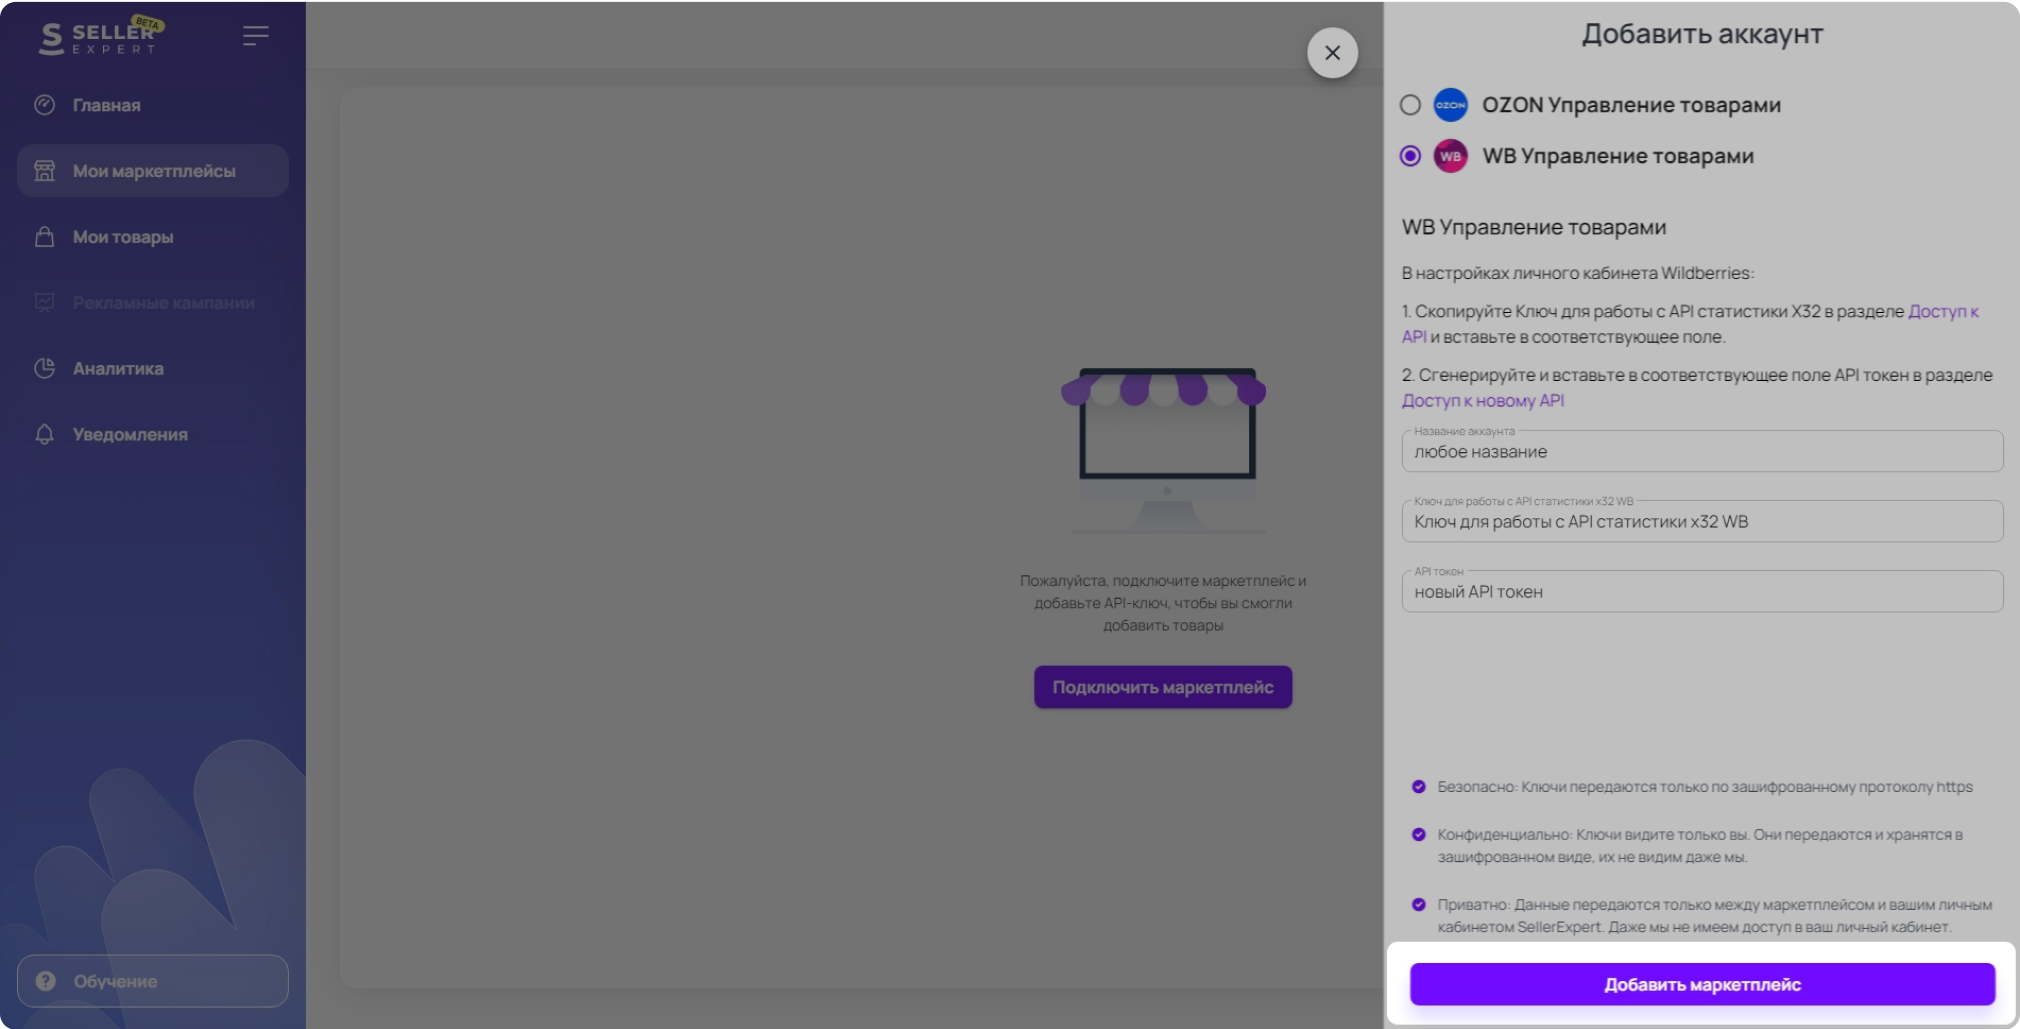 SELLER
BETA
EXPERT
Главная
Мои маркетплейсы
Мои товары
Рекламные кампании
Аналитика
Уведомления
Обучение
Пожалуйста, подключите маркетплейс и
добавьте API-ключ, чтобы вы смогли
добавить товары
Подключить маркетплейс
Добавить аккаунт
OZON
OZON Управление товарами
WB
WB Управление товарами
WB Управление товарами
В настройках личного кабинета Wildberries:
1. Скопируйте Ключ для работы с API статистики X32 в разделе Доступ к
API и вставьте в соответствующее поле.
2. Сгенерируйте и вставьте в соответствующее поле API токен в разделе
Доступ к новому API
Название аккаунта
любое название
Ключ для работы с API статистики x32 WB
Ключ для работы с API статистики x32 WB
API токен
новый API токен
Безопасно: Ключи передаются только по зашифрованному протоколу https
Конфиденциально: Ключи видите только вы. Они передаются и хранятся в
зашифрованном виде, их не видим даже мы.
Приватно: Данные передаются только между маркетплейсом и вашим личным
кабинетом SellerExpert. Даже мы не имеем доступ в ваш личный кабинет.
Добавить маркетплейс